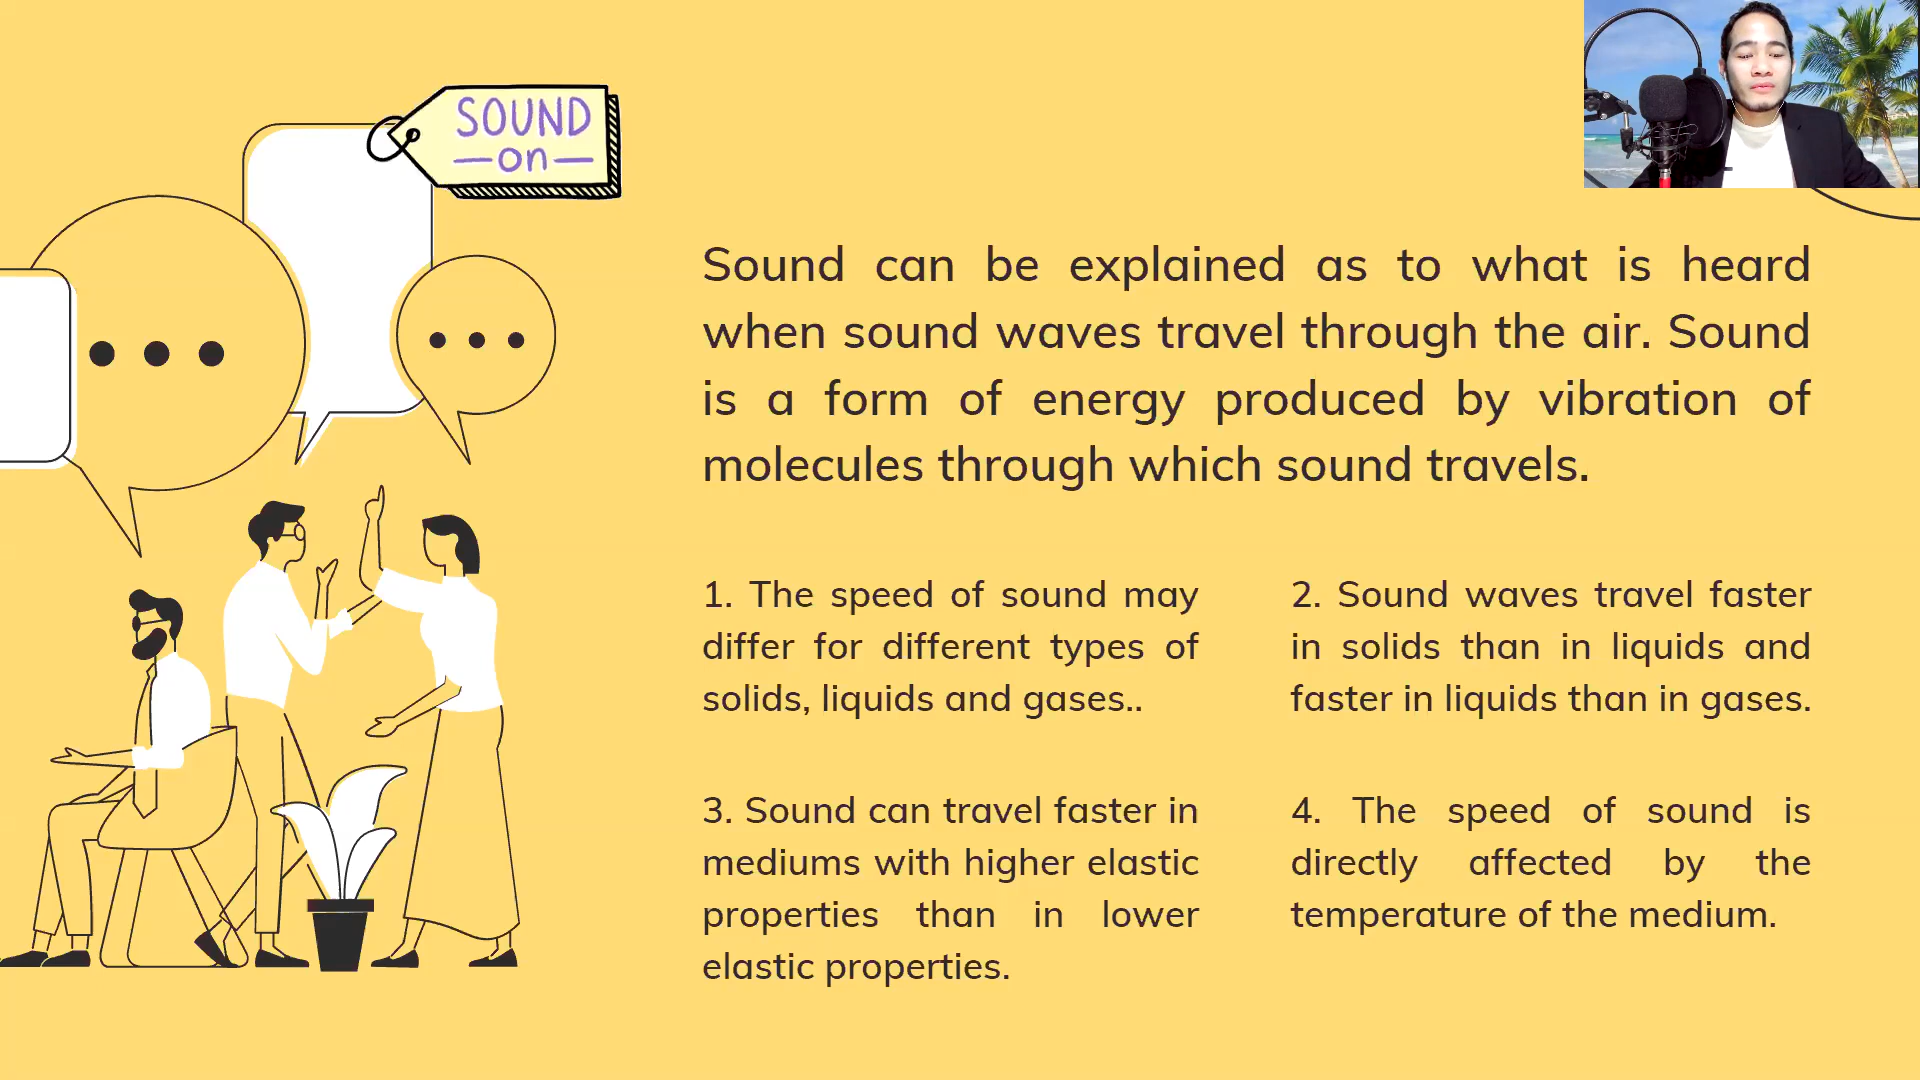 SOUND
on
Sound can be explained as to what is heard
when sound waves travel through the air. Sound
is a form of energy produced by vibration of
molecules through which sound travels.
1. The speed of sound may
differ for different types of
solids, liquids and gases..
2. Sound waves travel faster
in solids than in liquids and
faster in liquids than in gases.
3. Sound can travel faster in
mediums with higher elastic
properties than in lower
elastic properties.
4. The speed of sound is
directly affected by the
temperature of the medium.